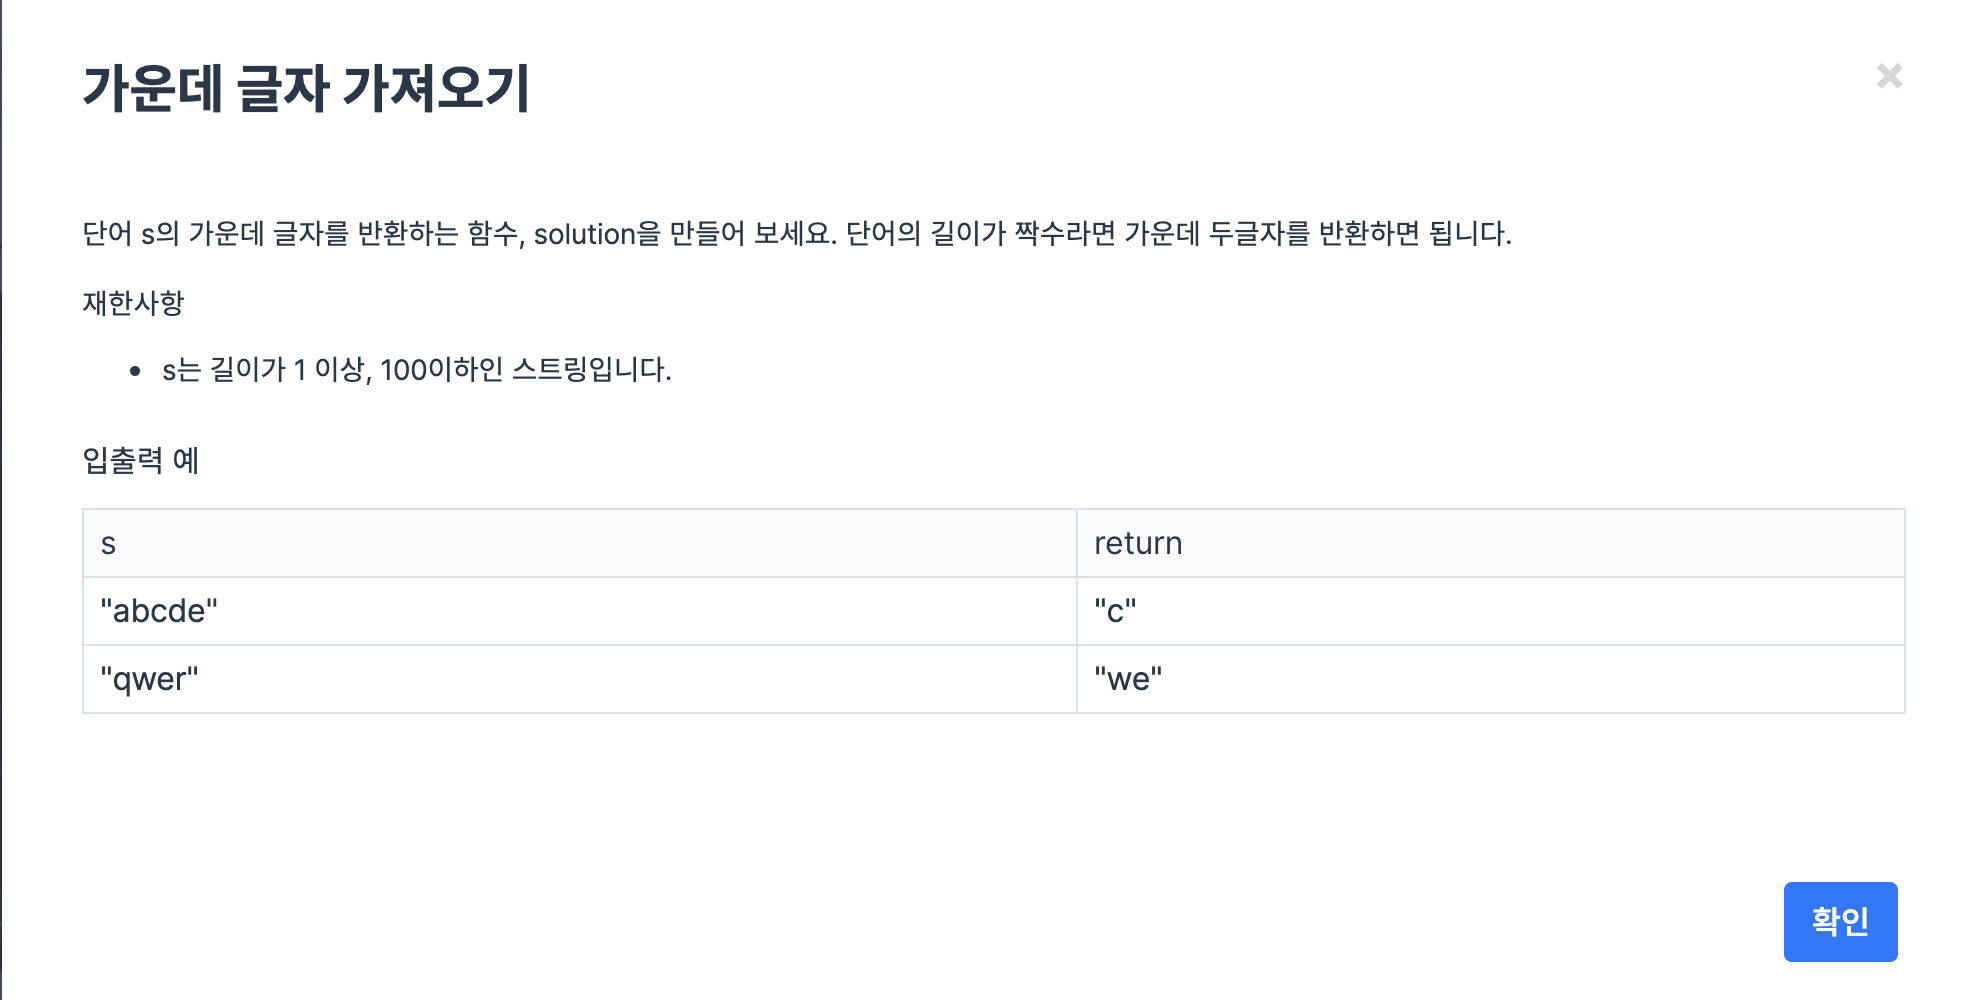 가운데 글자 가져오기
단어 s의 가운데 글자를 반환하는 함수, solution을 만들어 보세요. 단어의 길이가 짝수라면 가운데 두글자를 반환하면 됩니다.
재한사항
s는 길이가 1 이상, 100이하인 스트링입니다.
입출력 예
s return
"abcde" "c"
"qwer" "we"
확인